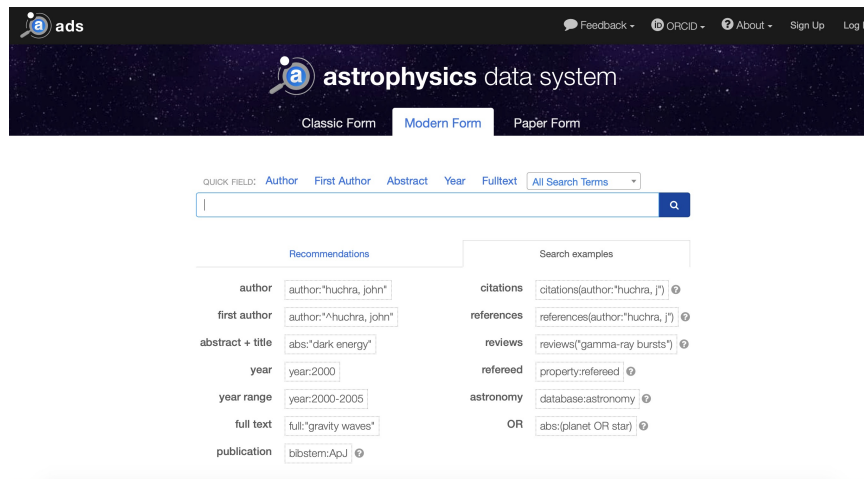 a ads Feedback ORCID About Sign Up Log
a astrophysics data system
Classic Form Modern Form Paper Form
QUICK FIELD: Author First Author Abstract Year Fulltext All Search Terms
Recommendations Search examples
author author:"huchra, john" citations citations(author:"huchra, j") ?
first author author:"^huchra, john" references references(author:"huchra, j") ?
abstract + title abs:"dark energy" reviews reviews("gamma-ray bursts") ?
year year:2000 refereed property:refereed ?
year range year:2000-2005 astronomy database:astronomy ?
full text full:"gravity waves" OR abs:(planet OR star) ?
publication bibstem:ApJ ?